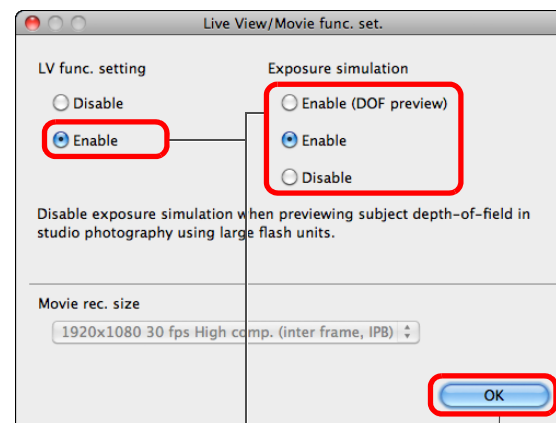 Live View/Movie func. set.
LV func. setting
Disable
Enable
Exposure simulation
Enable (DOF preview)
Enable
Disable
Disable exposure simulation when previewing subject depth-of-field in
studio photography using large flash units.
Movie rec. size
1920x1080 30 fps High comp. (inter frame, IPB)
OK